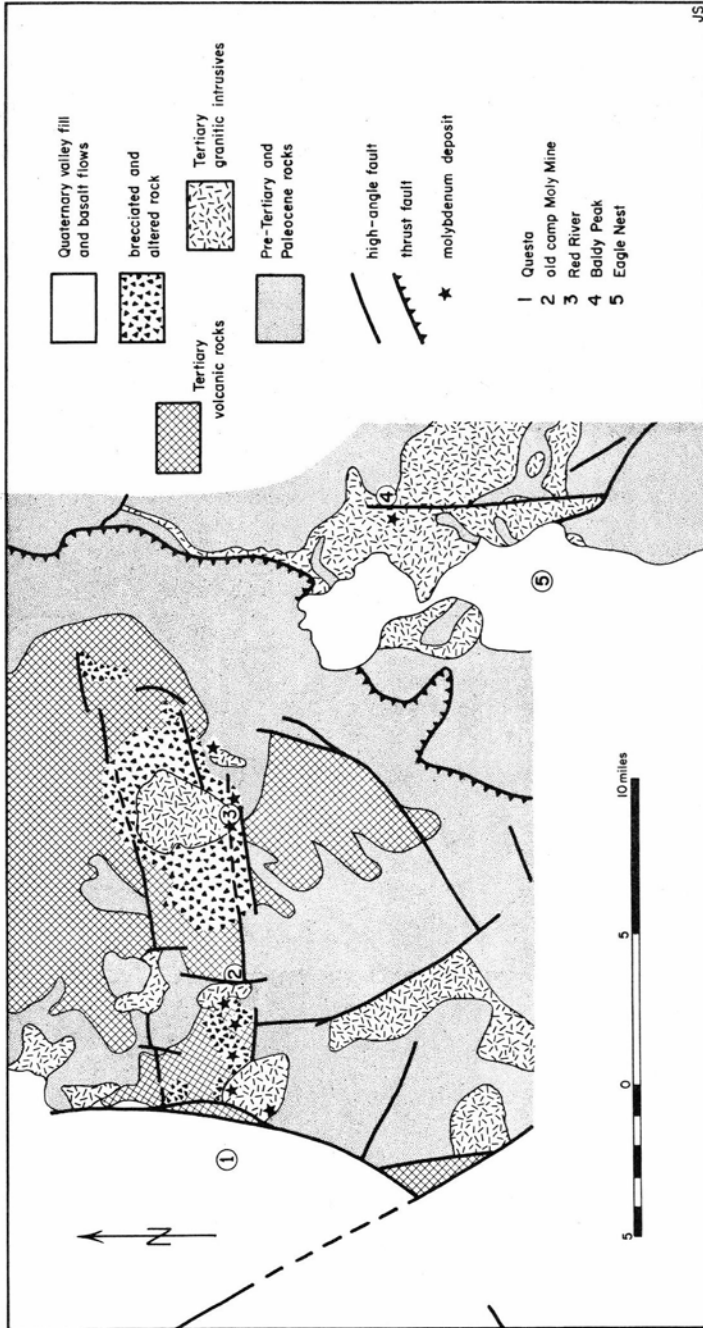 Quaternary valley fill
and basalt flows
brecciated and
altered rock
Tertiary
granitic intrusives
Tertiary
volcanic rocks
Pre-Tertiary and
Paleocene rocks
high-angle fault
thrust fault
molybdenum deposit
1 Questa
2 old camp Moly Mine
3 Red River
4 Baldy Peak
5 Eagle Nest
N
1
2
3
4
5
5 0 5 10 miles
JS